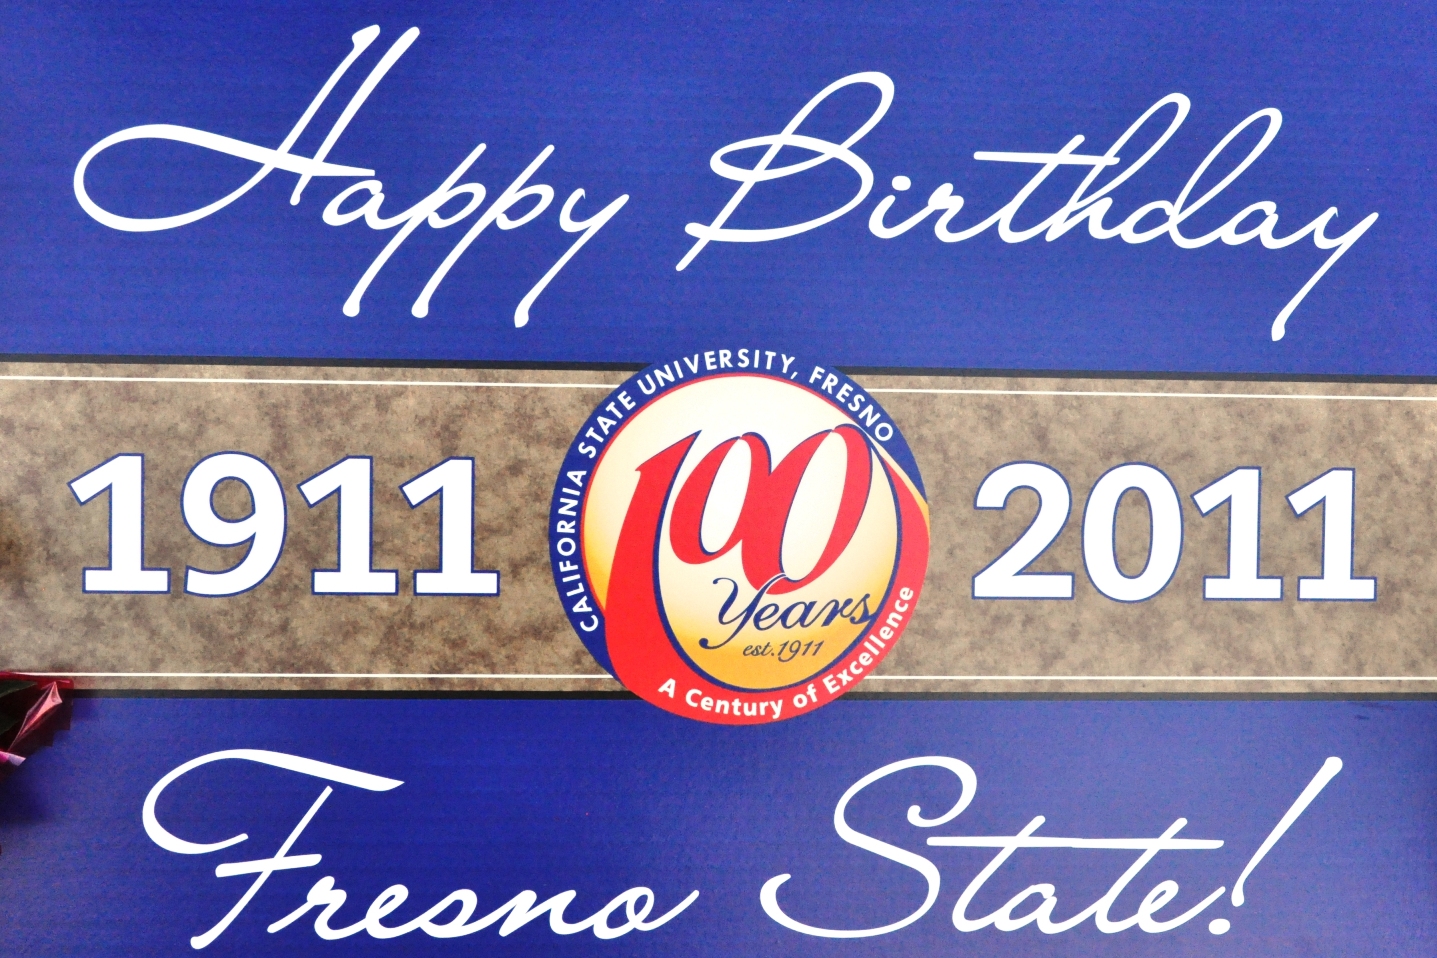 Happy Birthday
1911
CALIFORNIA STATE UNIVERSITY, FRESNO
100
Years
est.1911
A Century of Excellence
2011
Fresno State!